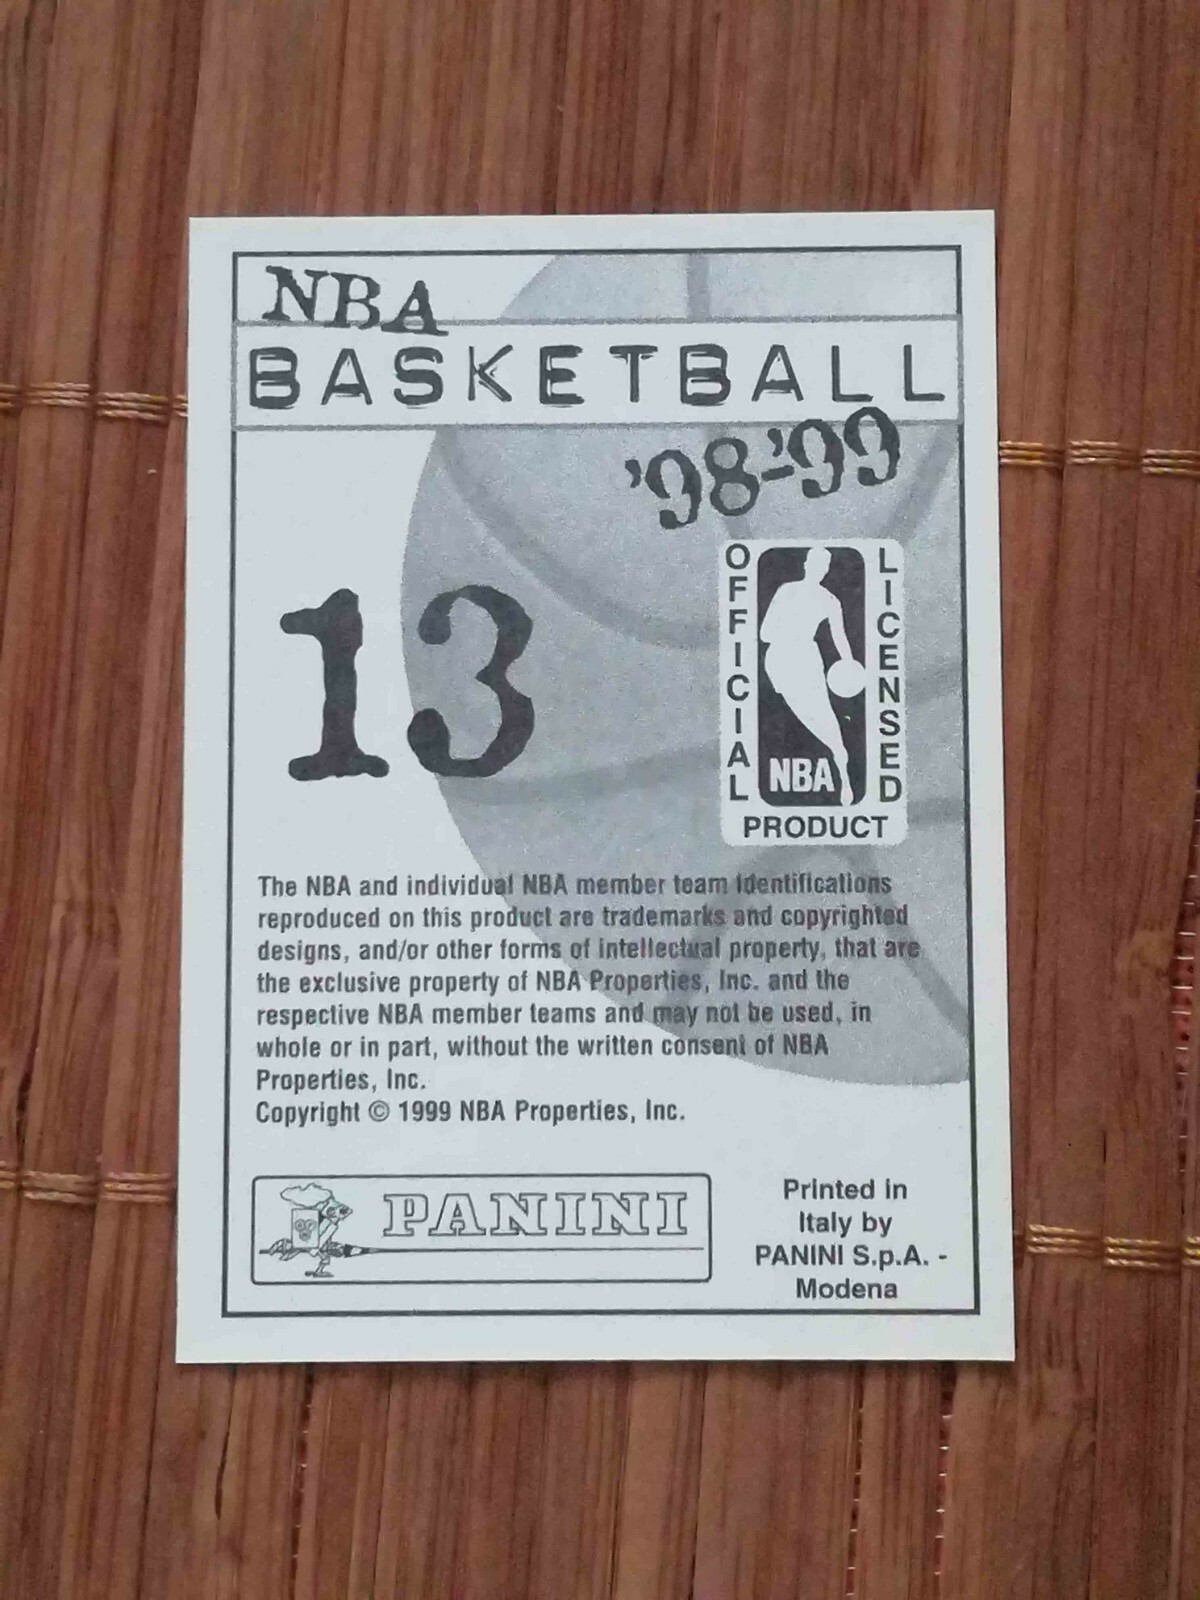 NBA
BASKETBALL
'98-'99
13
OFFICIAL
LICENSED
NBA
PRODUCT
The NBA and individual NBA member team identifications
reproduced on this product are trademarks and copyrighted
designs, and/or other forms of intellectual property, that are
the exclusive property of NBA Properties, Inc. and the
respective NBA member teams and may not be used, in
whole or in part, without the written consent of NBA
Properties, Inc.
Copyright © 1999 NBA Properties, Inc.
PANINI
Printed in
Italy by
PANINI S.p.A. -
Modena